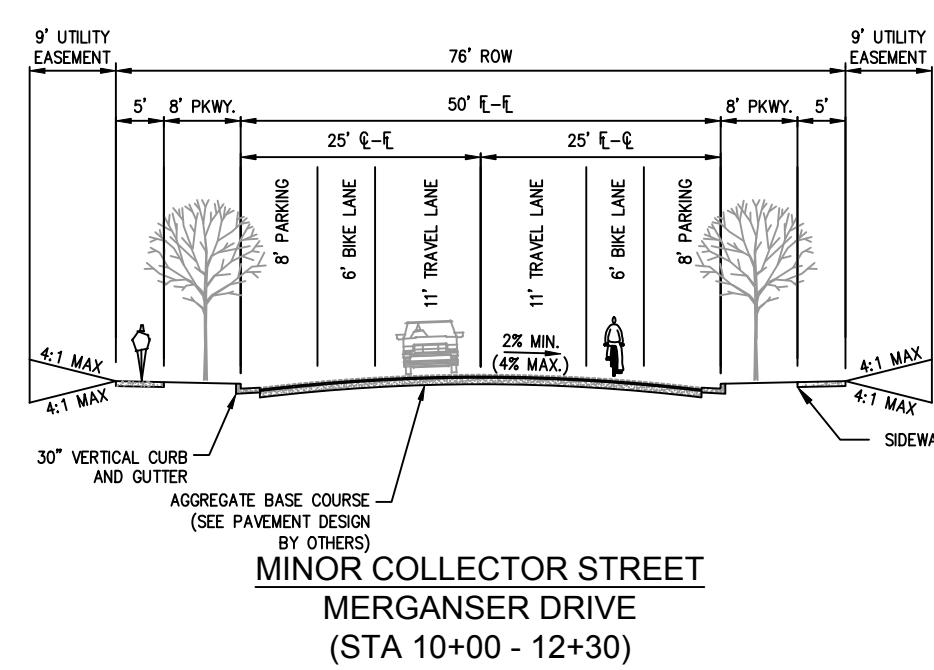 9' UTILITY
EASEMENT
76' ROW
9' UTILITY
EASEMENT
5'
8' PKWY.
50' FL-FL
8' PKWY.
5'
25' CL-FL
25' FL-CL
8' PARKING
6' BIKE LANE
11' TRAVEL LANE
11' TRAVEL LANE
6' BIKE LANE
8' PARKING
2% MIN.
(4% MAX.)
4:1 MAX
4:1 MAX
4:1 MAX
4:1 MAX
30" VERTICAL CURB
AND GUTTER
SIDEWA
AGGREGATE BASE COURSE
(SEE PAVEMENT DESIGN
BY OTHERS)
MINOR COLLECTOR STREET
MERGANSER DRIVE
(STA 10+00 - 12+30)